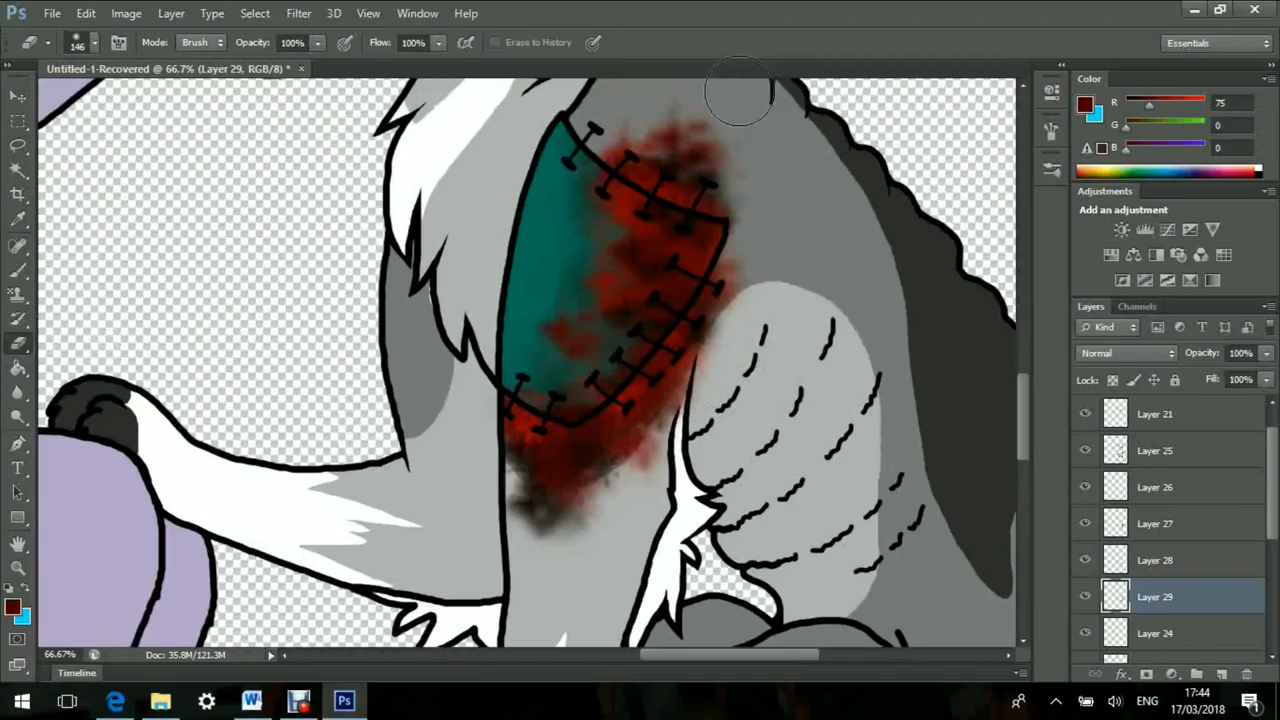 Ps File Edit Image Layer Type Select Filter 3D View Window Help
146 Mode: Brush Opacity: 100% Flow: 100% Erase to History Essentials
Untitled-1-Recovered @ 66.7% (Layer 29, RGB/8) * ×
Color
R 75
G 0
B 0
Adjustments
Add an adjustment
Layers Channels
Kind
Normal Opacity: 100%
Lock: Fill: 100%
Layer 21
Layer 25
Layer 26
Layer 27
Layer 28
Layer 29
Layer 24
66.67% Doc: 35.8M/121.3M
Timeline
ENG 17:44
17/03/2018